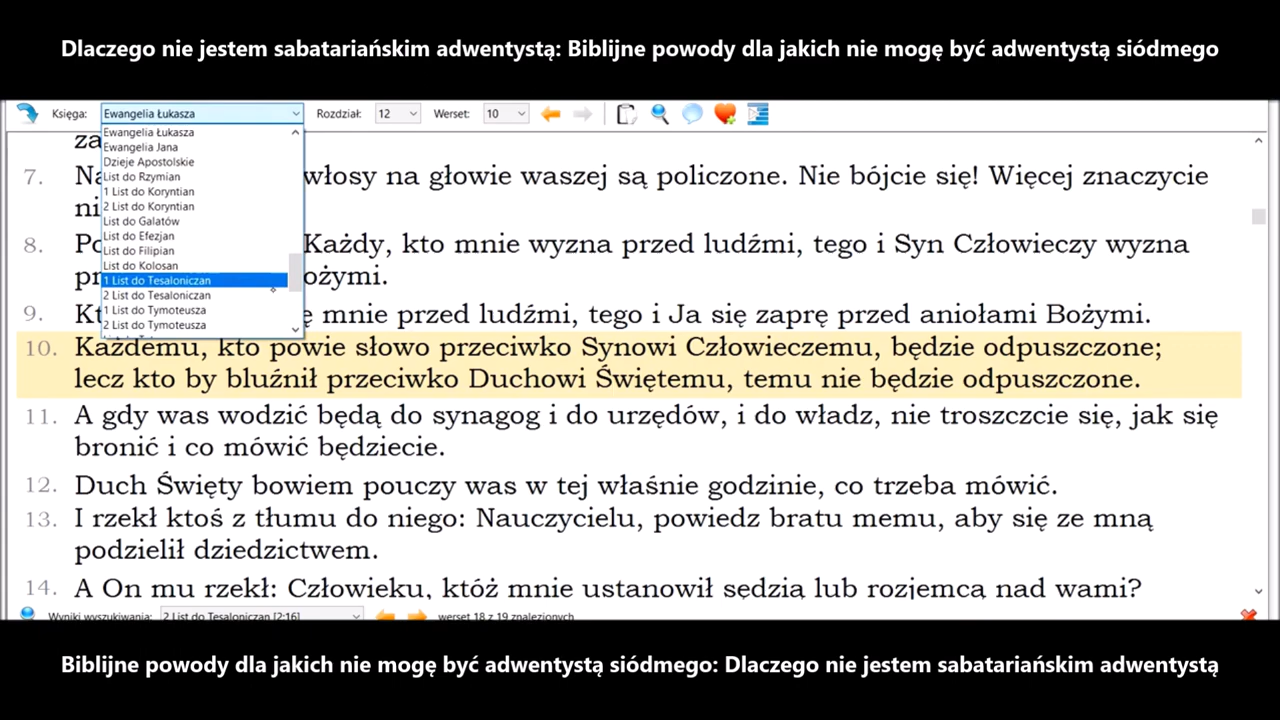 Dlaczego nie jestem sabatariańskim adwentystą: Biblijne powody dla jakich nie mogę być adwentystą siódmego
Księga: Ewangelia Łukasza Rozdział: 12 Werset: 10
Ewangelia Łukasza
Ewangelia Jana
Dzieje Apostolskie
List do Rzymian
1 List do Koryntian
2 List do Koryntian
List do Galatów
List do Efezjan
List do Filipian
List do Kolosan
1 List do Tesaloniczan
2 List do Tesaloniczan
1 List do Tymoteusza
2 List do Tymoteusza
za
7. Na włosy na głowie waszej są policzone. Nie bójcie się! Więcej znaczycie
ni
8. Po Każdy, kto mnie wyzna przed ludźmi, tego i Syn Człowieczy wyzna
pr ożymi.
9. Kt ę mnie przed ludźmi, tego i Ja się zaprę przed aniołami Bożymi.
10. Każdemu, kto powie słowo przeciwko Synowi Człowieczemu, będzie odpuszczone;
lecz kto by bluźnił przeciwko Duchowi Świętemu, temu nie będzie odpuszczone.
11. A gdy was wodzić będą do synagog i do urzędów, i do władz, nie troszczcie się, jak się
bronić i co mówić będziecie.
12. Duch Święty bowiem pouczy was w tej właśnie godzinie, co trzeba mówić.
13. I rzekł ktoś z tłumu do niego: Nauczycielu, powiedz bratu memu, aby się ze mną
podzielił dziedzictwem.
14. A On mu rzekł: Człowieku, któż mnie ustanowił sędzią lub rozjemcą nad wami?
Wyniki wyszukiwania: 2 List do Tesaloniczan [2:16] werset 18 z 19 znalezionych
Biblijne powody dla jakich nie mogę być adwentystą siódmego: Dlaczego nie jestem sabatariańskim adwentystą